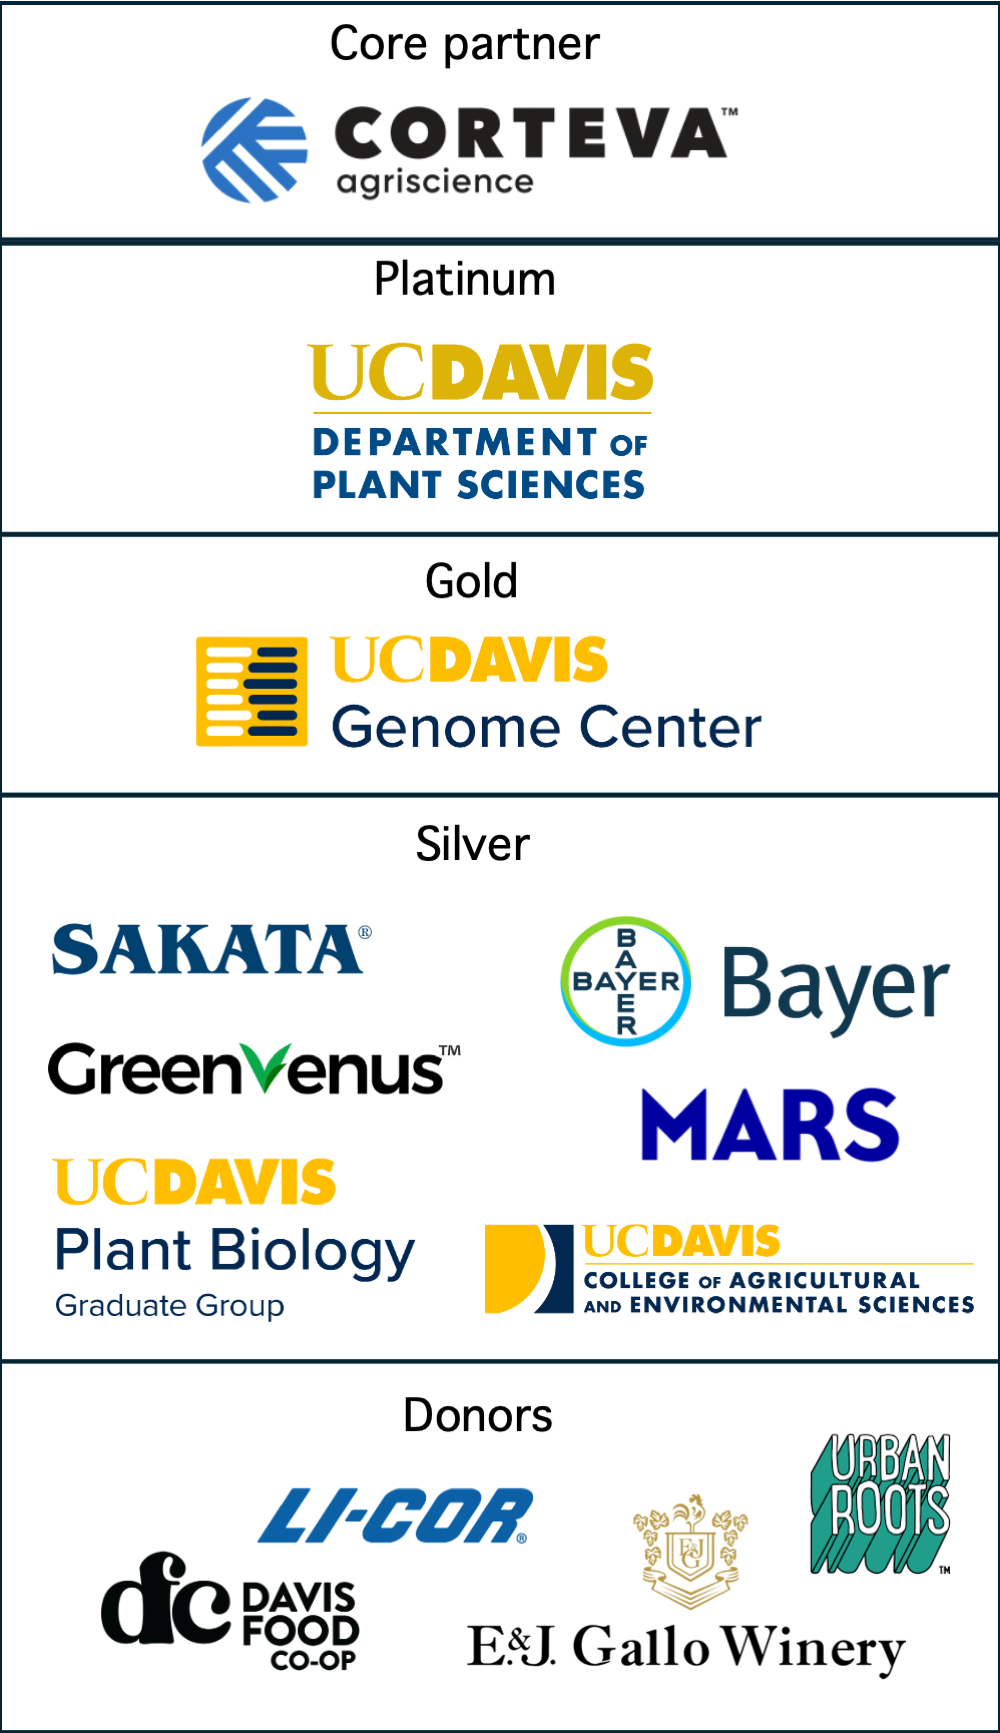 Core partner
CORTEVA™
agriscience
Platinum
UCDAVIS
DEPARTMENT OF
PLANT SCIENCES
Gold
UCDAVIS
Genome Center
Silver
SAKATA®
GreenVenus™
UCDAVIS
Plant Biology
Graduate Group
BAYER
BAYER
Bayer
MARS
UCDAVIS
COLLEGE OF AGRICULTURAL
AND ENVIRONMENTAL SCIENCES
Donors
LI-COR®
dfc
DAVIS
FOOD
CO-OP
E&J
G
E.&J. Gallo Winery
URBAN
ROOTS
™